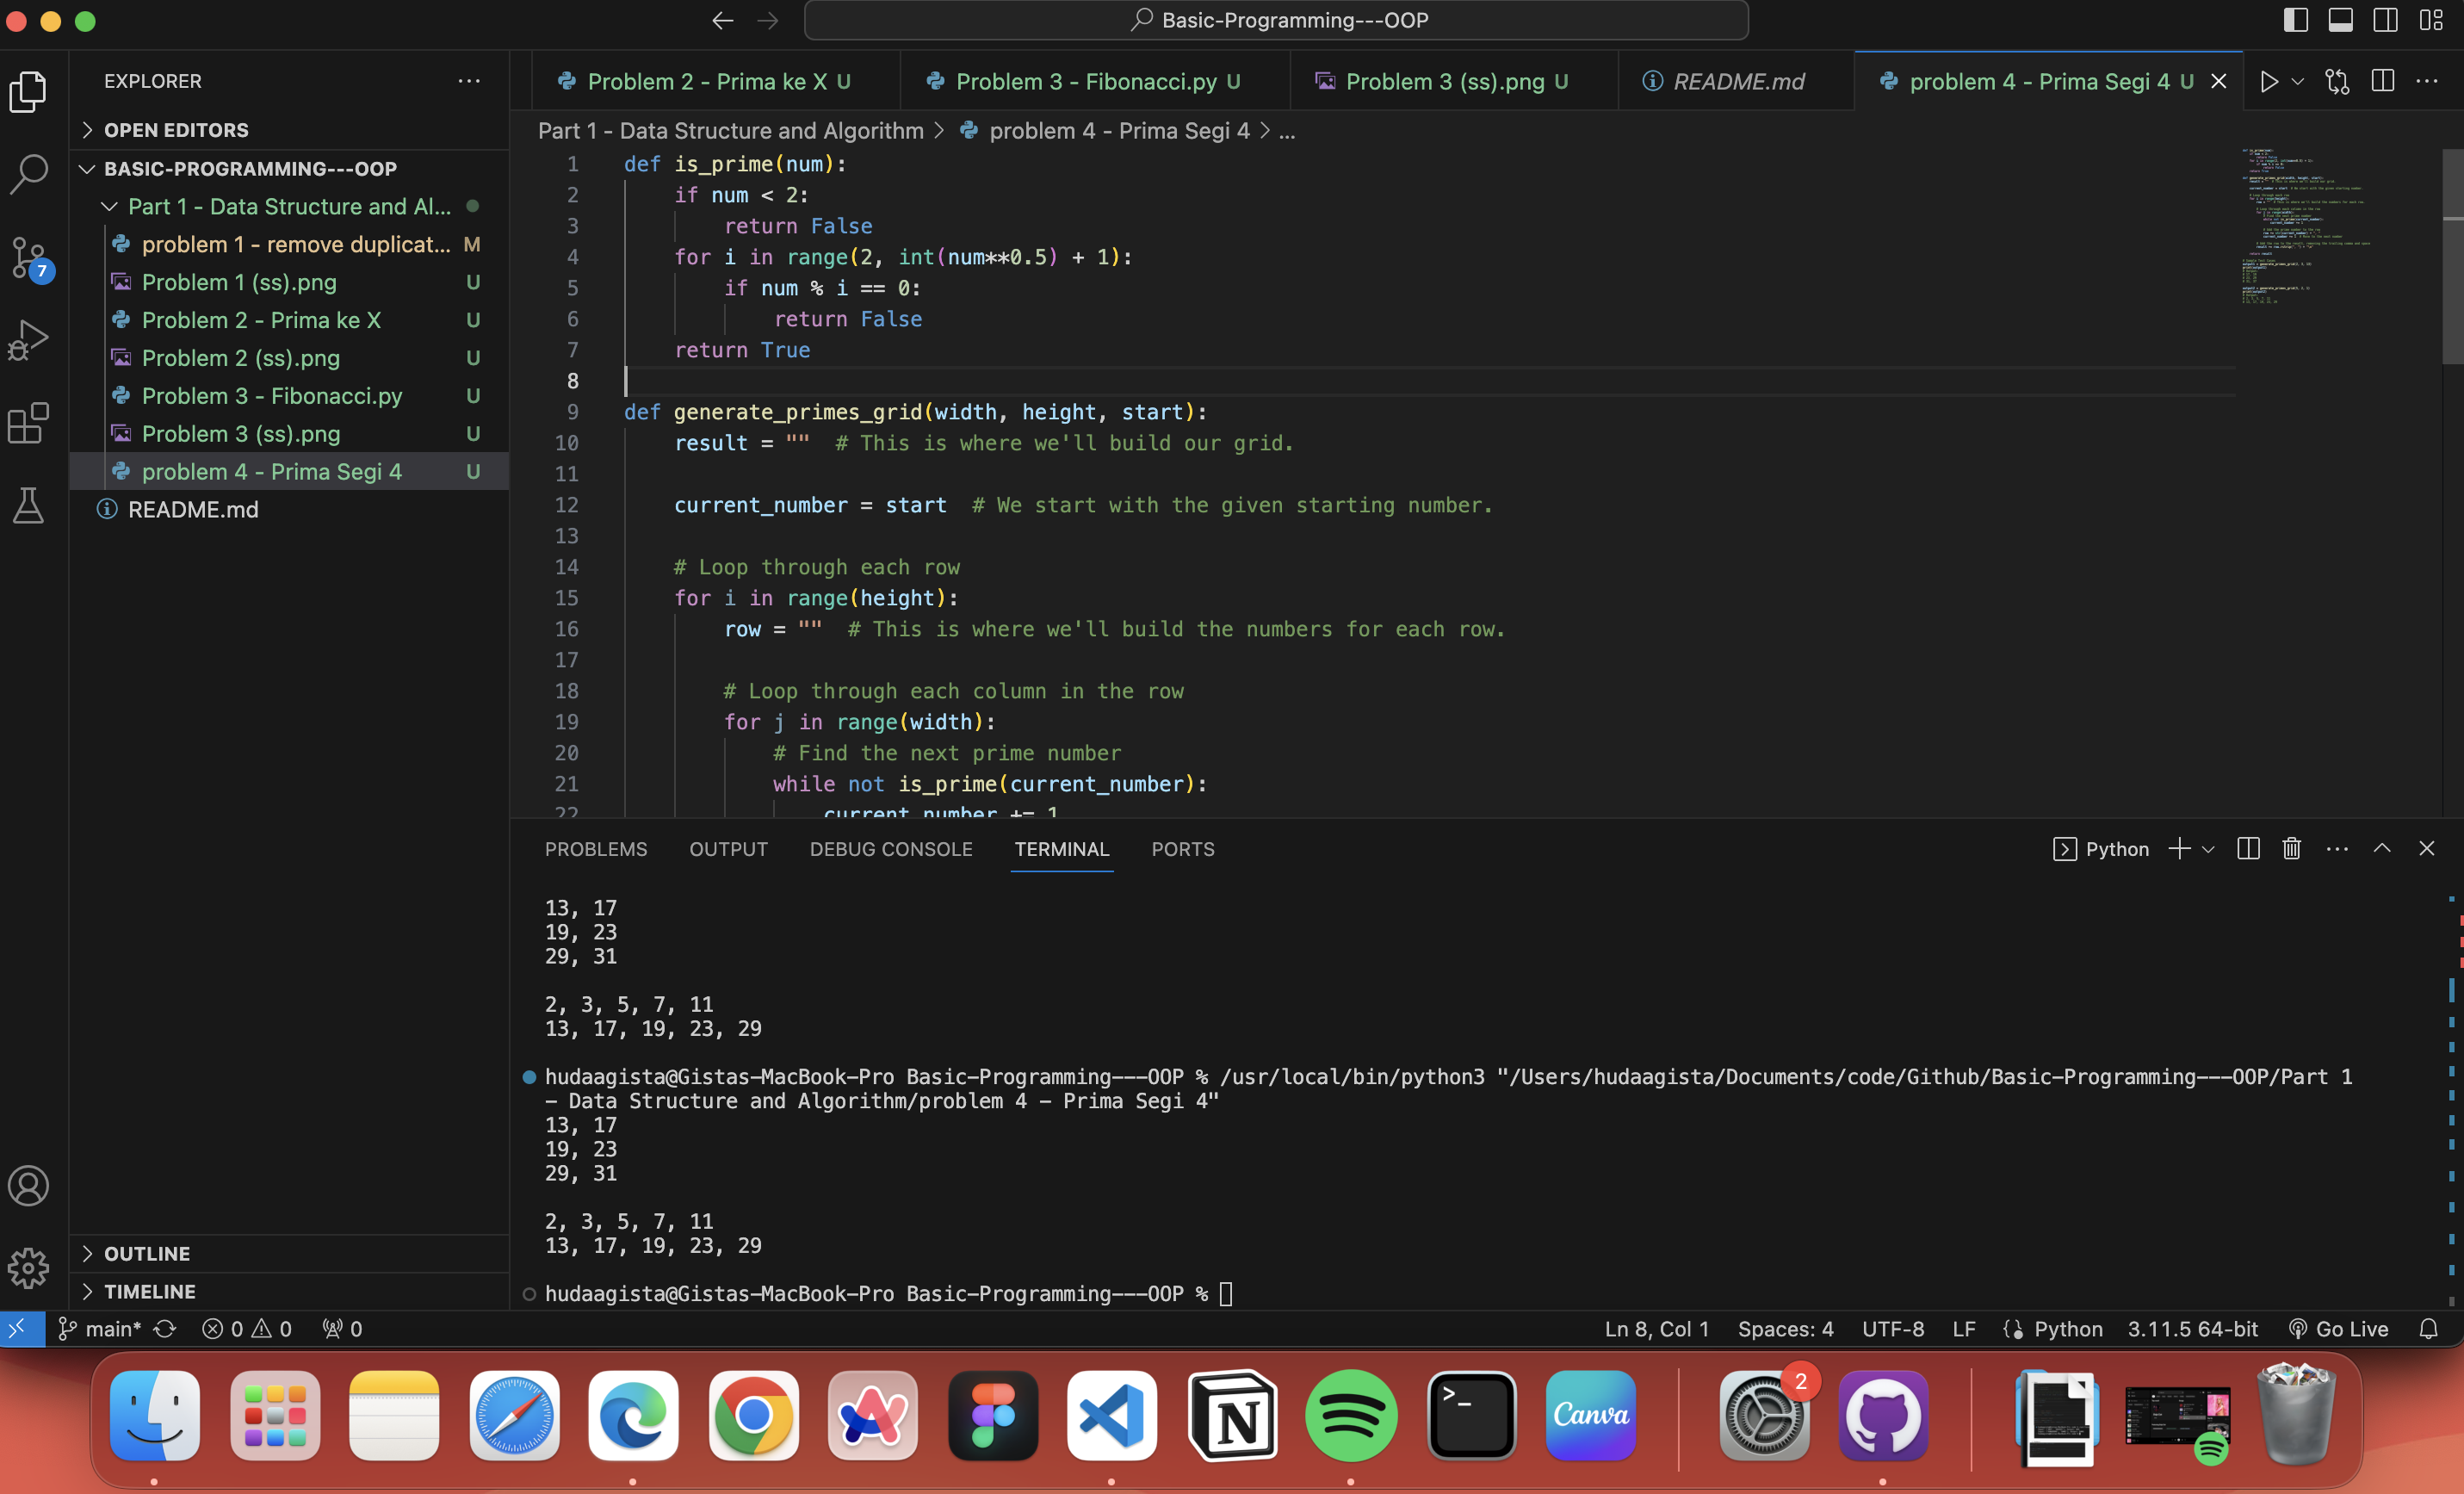 Basic-Programming---OOP
EXPLORER
OPEN EDITORS
BASIC-PROGRAMMING---OOP
Part 1 - Data Structure and Al...
problem 1 - remove duplicat... M
Problem 1 (ss).png U
Problem 2 - Prima ke X U
Problem 2 (ss).png U
Problem 3 - Fibonacci.py U
Problem 3 (ss).png U
problem 4 - Prima Segi 4 U
README.md
7
OUTLINE
TIMELINE
Problem 2 - Prima ke X U
Problem 3 - Fibonacci.py U
Problem 3 (ss).png U
README.md
problem 4 - Prima Segi 4 U
Part 1 - Data Structure and Algorithm > problem 4 - Prima Segi 4 > ...
1 def is_prime(num):
2     if num < 2:
3         return False
4     for i in range(2, int(num**0.5) + 1):
5         if num % i == 0:
6             return False
7     return True
8
9 def generate_primes_grid(width, height, start):
10     result = ""  # This is where we'll build our grid.
11
12     current_number = start  # We start with the given starting number.
13
14     # Loop through each row
15     for i in range(height):
16         row = ""  # This is where we'll build the numbers for each row.
17
18         # Loop through each column in the row
19         for j in range(width):
20             # Find the next prime number
21             while not is_prime(current_number):
22                 current_number += 1
PROBLEMS OUTPUT DEBUG CONSOLE TERMINAL PORTS
Python
13, 17
19, 23
29, 31
2, 3, 5, 7, 11
13, 17, 19, 23, 29
hudaagista@Gistas-MacBook-Pro Basic-Programming---OOP % /usr/local/bin/python3 "/Users/hudaagista/Documents/code/Github/Basic-Programming---OOP/Part 1
- Data Structure and Algorithm/problem 4 - Prima Segi 4"
13, 17
19, 23
29, 31
2, 3, 5, 7, 11
13, 17, 19, 23, 29
hudaagista@Gistas-MacBook-Pro Basic-Programming---OOP %
main* 0 0 0
Ln 8, Col 1 Spaces: 4 UTF-8 LF Python 3.11.5 64-bit Go Live
N
>_
Canva
2